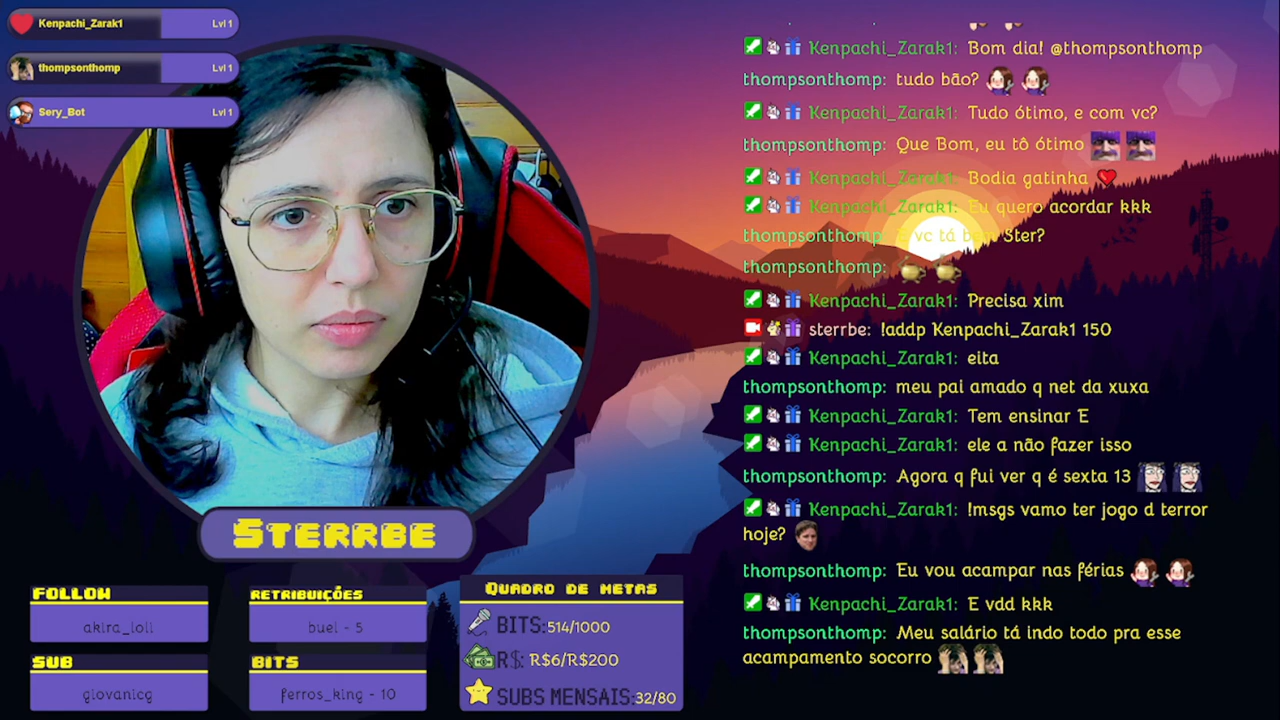 Kenpachi_Zarak1 Lvl 1
thompsonthomp Lvl 1
Sery_Bot Lvl 1
STERRBE
FOLLOW
akira_loli
SUB
giovanicg
RETRIBUIÇÕES
buel - 5
BITS
ferros_king - 10
QUADRO DE METAS
BITS:514/1000
R$: R$6/R$200
SUBS MENSAIS:32/80
Kenpachi_Zarak1: Bom dia! @thompsonthomp
thompsonthomp: tudo bão?
Kenpachi_Zarak1: Tudo ótimo, e com vc?
thompsonthomp: Que Bom, eu tô ótimo
Kenpachi_Zarak1: Bodia gatinha
Kenpachi_Zarak1: Eu quero acordar kkk
thompsonthomp: E vc tá bem Ster?
thompsonthomp:
Kenpachi_Zarak1: Precisa xim
sterrbe: !addp Kenpachi_Zarak1 150
Kenpachi_Zarak1: eita
thompsonthomp: meu pai amado q net da xuxa
Kenpachi_Zarak1: Tem ensinar E
Kenpachi_Zarak1: ele a não fazer isso
thompsonthomp: Agora q fui ver q é sexta 13
Kenpachi_Zarak1: !msgs vamo ter jogo d terror
hoje?
thompsonthomp: Eu vou acampar nas férias
Kenpachi_Zarak1: E vdd kkk
thompsonthomp: Meu salário tá indo todo pra esse
acampamento socorro